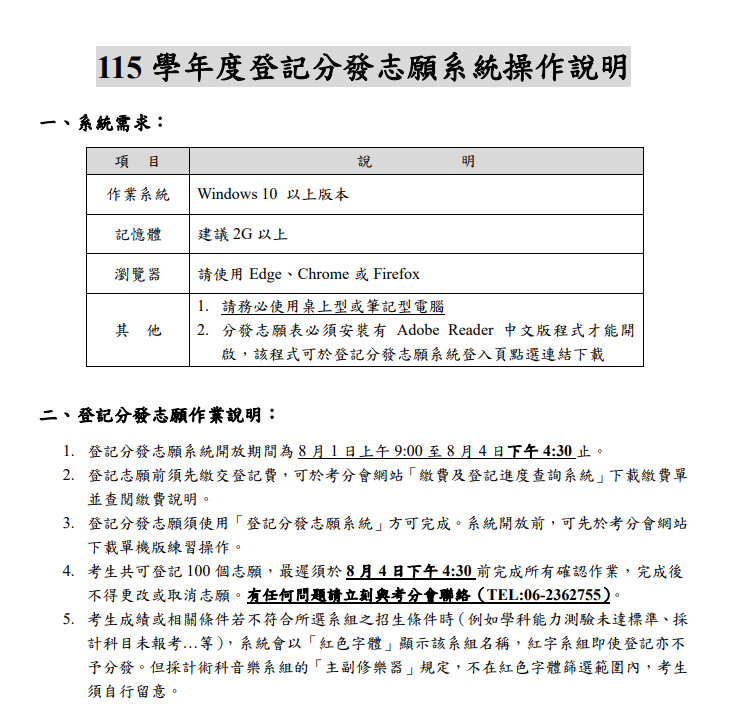 115 學年度登記分發志願系統操作說明
一、系統需求：
項 目 說 明
作業系統 Windows 10 以上版本
記憶體 建議 2G 以上
瀏覽器 請使用 Edge、Chrome 或 Firefox
其 他
1. 請務必使用桌上型或筆記型電腦
2. 分發志願表必須安裝有 Adobe Reader 中文版程式才能開
啟，該程式可於登記分發志願系統登入頁點選連結下載
二、登記分發志願作業說明：
1. 登記分發志願系統開放期間為 8 月 1 日上午 9:00 至 8 月 4 日下午 4:30 止。
2. 登記志願前須先繳交登記費，可於考分會網站「繳費及登記進度查詢系統」下載繳費單
並查閱繳費說明。
3. 登記分發志願須使用「登記分發志願系統」方可完成。系統開放前，可先於考分會網站
下載單機版練習操作。
4. 考生共可登記 100 個志願，最遲須於 8 月 4 日下午 4:30 前完成所有確認作業，完成後
不得更改或取消志願。有任何問題請立刻與考分會聯絡（TEL:06-2362755）。
5. 考生成績或相關條件若不符合所選系組之招生條件時（例如學科能力測驗未達標準、採
計科目未報考…等），系統會以「紅色字體」顯示該系組名稱，紅字系組即使登記亦不
予分發。但採計術科音樂系組的「主副修樂器」規定，不在紅色字體篩選範圍內，考生
須自行留意。